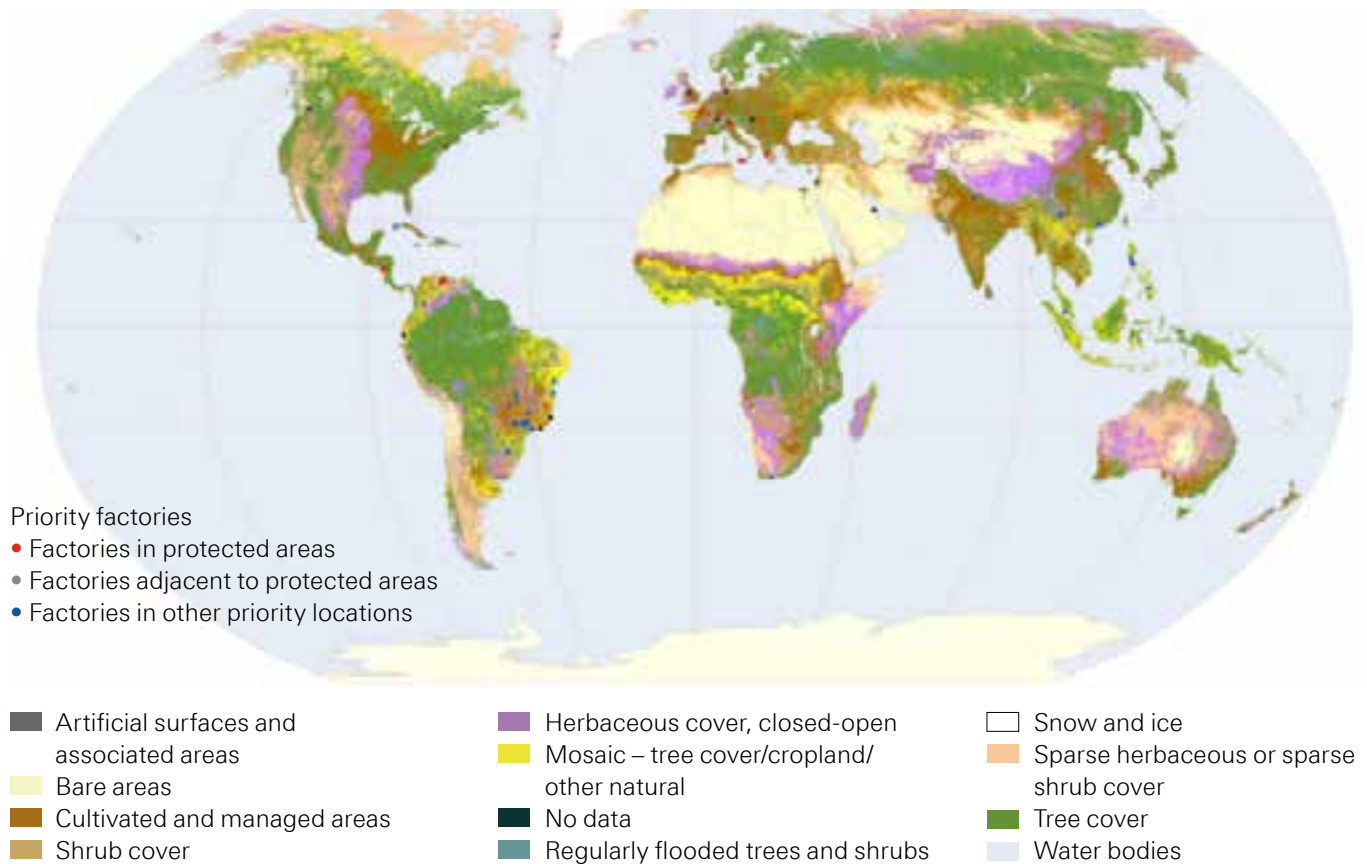 Priority factories
• Factories in protected areas
• Factories adjacent to protected areas
• Factories in other priority locations
Artificial surfaces and
associated areas
Bare areas
Cultivated and managed areas
Shrub cover
Herbaceous cover, closed-open
Mosaic – tree cover/cropland/
other natural
No data
Regularly flooded trees and shrubs
Snow and ice
Sparse herbaceous or sparse
shrub cover
Tree cover
Water bodies